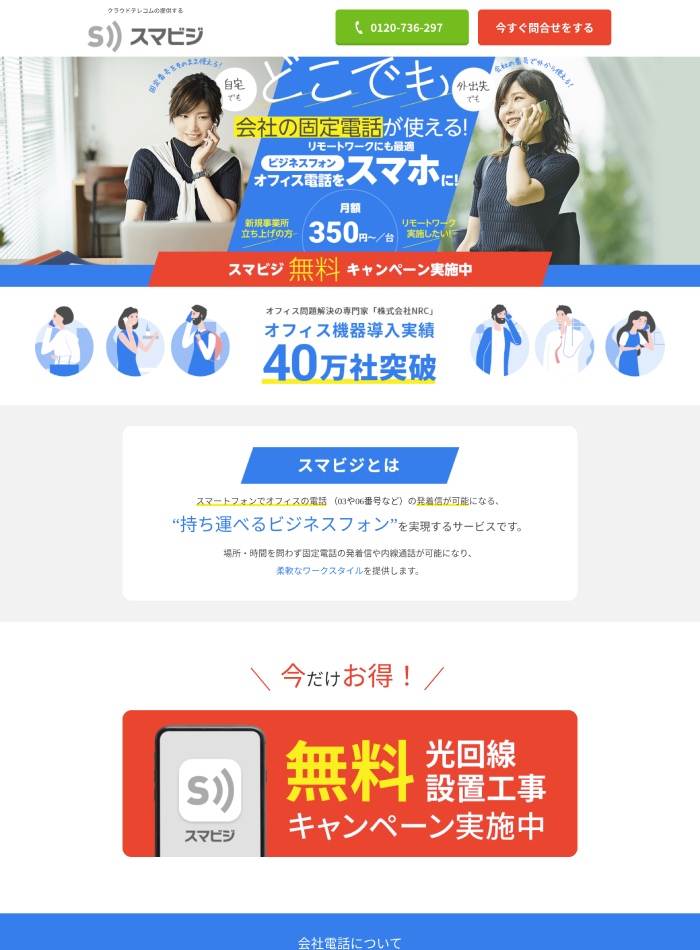 クラウドテレコムの提供する
スマビジ
0120-736-297
今すぐ問合せをする
固定番号をそのまま使える!
自宅
でも
どこでも
外出先
でも
会社の番号で外から使える!
会社の固定電話が使える!
リモートワークにも最適
ビジネスフォン
オフィス電話をスマホに!
新規事業所
立ち上げの方
月額
350円〜/台
リモートワーク
実施したい!
スマビジ 無料 キャンペーン実施中
オフィス問題解決の専門家「株式会社NRC」
オフィス機器導入実績
40万社突破
スマビジとは
スマートフォンでオフィスの電話 （03や06番号など）の発着信が可能になる、
“持ち運べるビジネスフォン”を実現するサービスです。
場所・時間を問わず固定電話の発着信や内線通話が可能になり、
柔軟なワークスタイルを提供します。
＼ 今だけお得！ ／
S
スマビジ
無料 光回線
設置工事
キャンペーン実施中
会社電話について